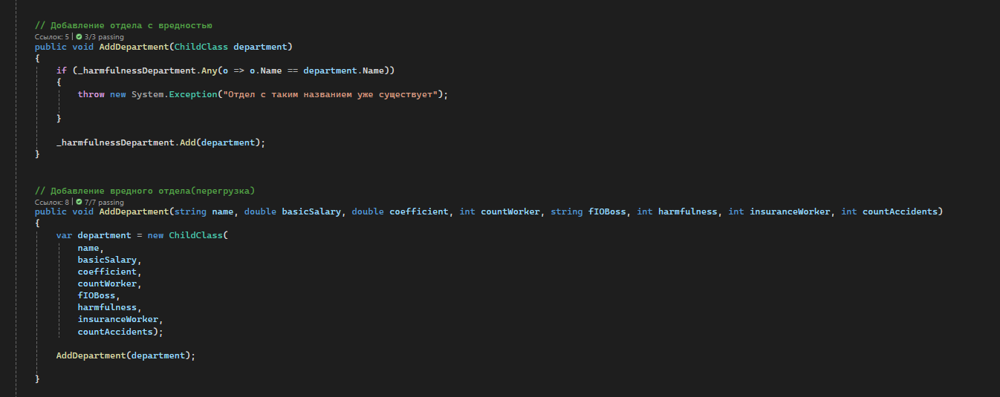 // Добавление отдела с вредностью
Ссылок: 5 | 3/3 passing
public void AddDepartment(ChildClass department)
{
if (_harmfulnessDepartment.Any(o => o.Name == department.Name))
{
throw new System.Exception("Отдел с таким названием уже существует");
}
_harmfulnessDepartment.Add(department);
}
// Добавление вредного отдела(перегрузка)
Ссылок: 8 | 7/7 passing
public void AddDepartment(string name, double basicSalary, double coefficient, int countWorker, string fIOBoss, int harmfulness, int insuranceWorker, int countAccidents)
{
var department = new ChildClass(
name,
basicSalary,
coefficient,
countWorker,
fIOBoss,
harmfulness,
insuranceWorker,
countAccidents);
AddDepartment(department);
}